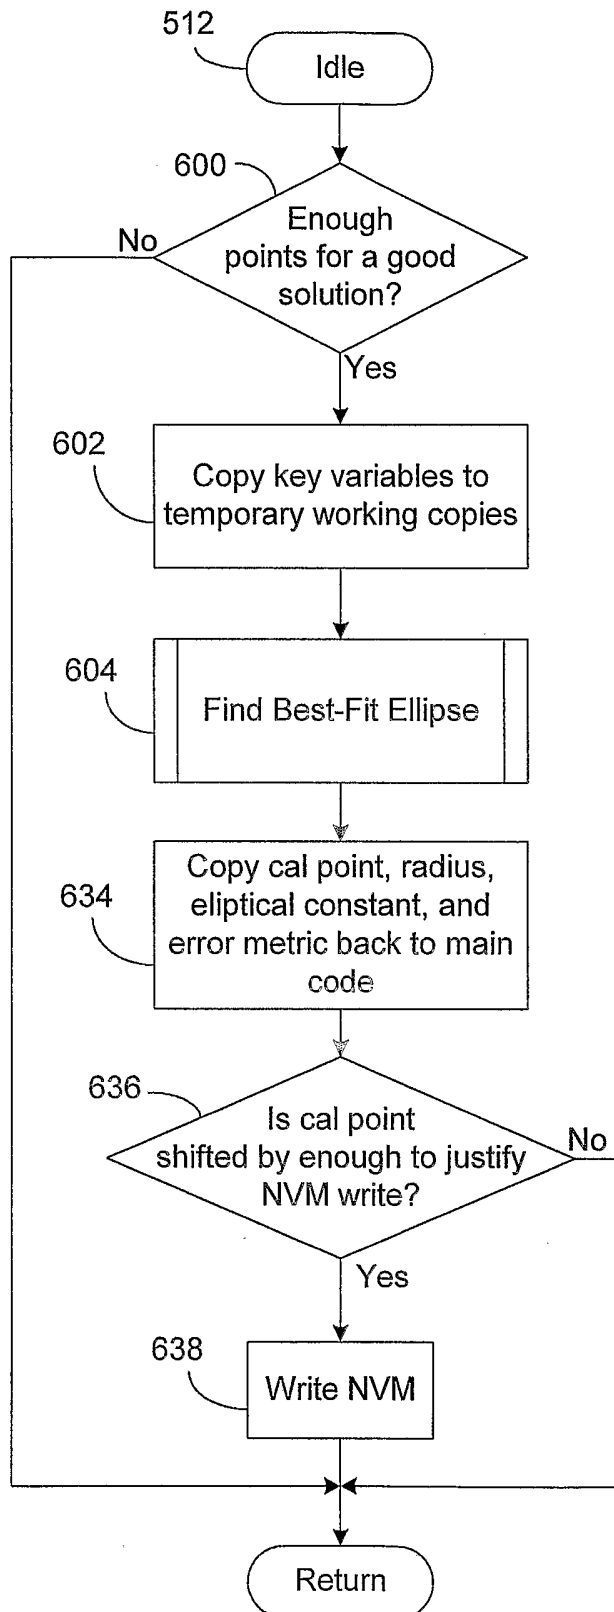 512
Idle
600
Enough
points for a good
solution?
No
Yes
602
Copy key variables to
temporary working copies
604
Find Best-Fit Ellipse
634
Copy cal point, radius,
eliptical constant, and
error metric back to main
code
636
Is cal point
shifted by enough to justify
NVM write?
No
Yes
638
Write NVM
Return